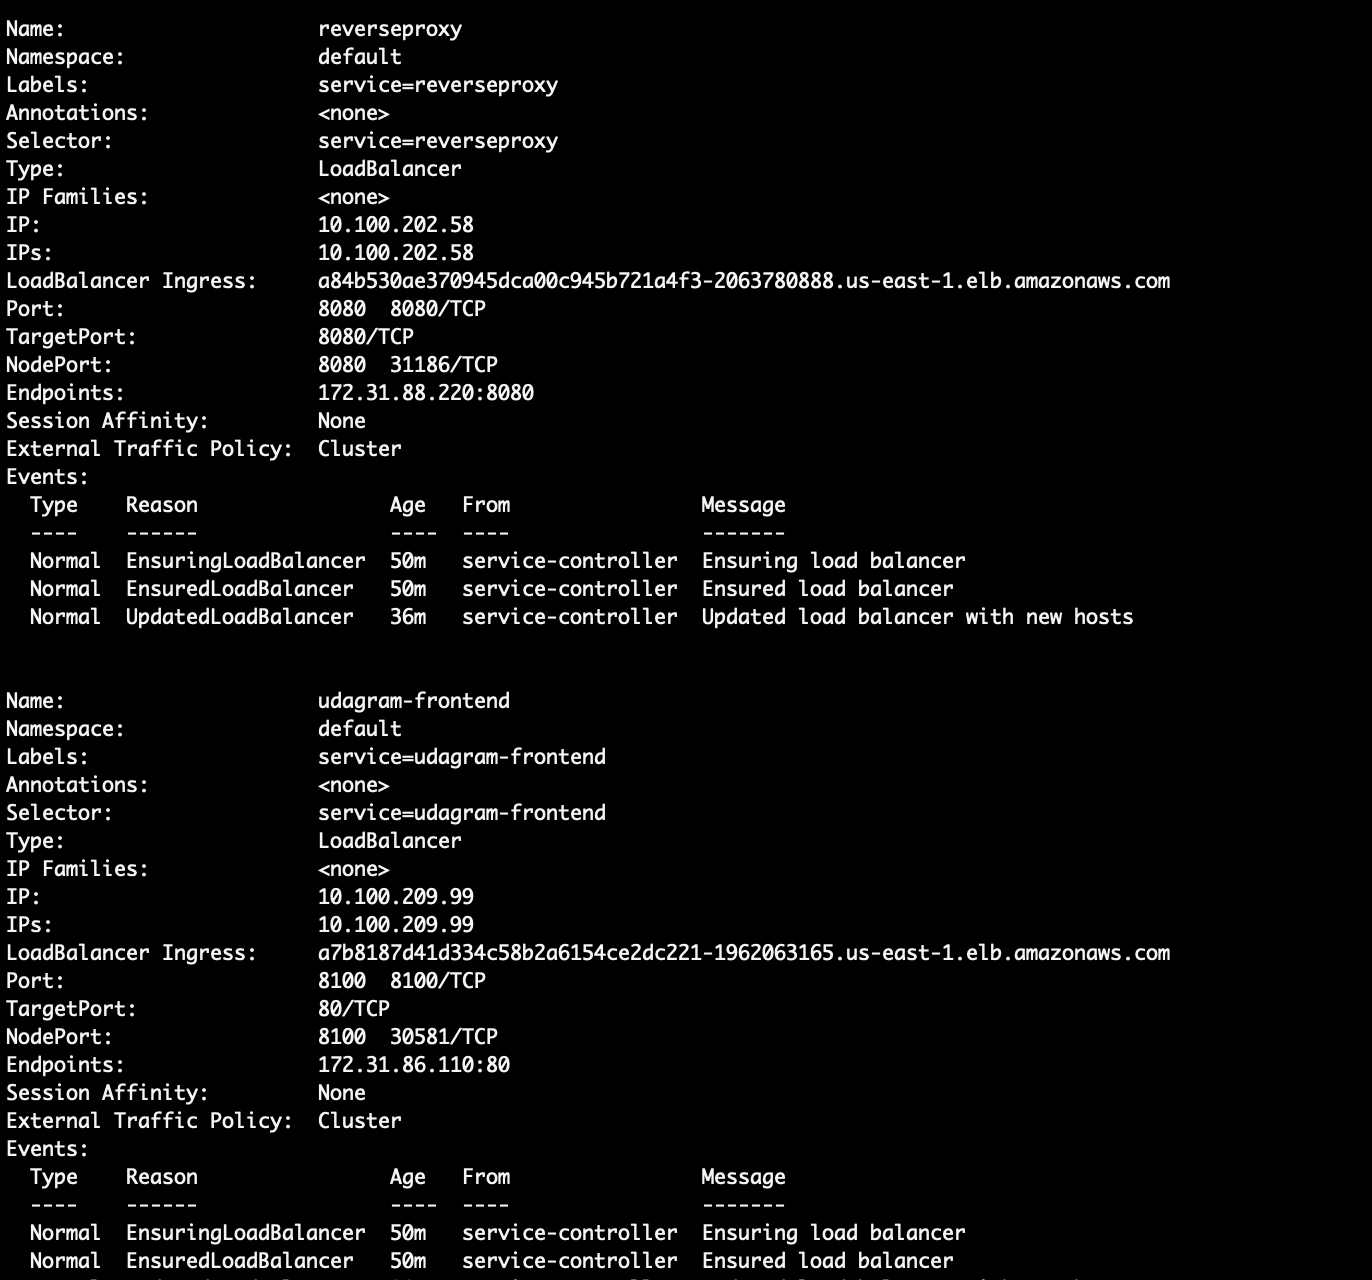 Name: reverseproxy
Namespace: default
Labels: service=reverseproxy
Annotations: <none>
Selector: service=reverseproxy
Type: LoadBalancer
IP Families: <none>
IP: 10.100.202.58
IPs: 10.100.202.58
LoadBalancer Ingress: a84b530ae370945dca00c945b721a4f3-2063780888.us-east-1.elb.amazonaws.com
Port: 8080 8080/TCP
TargetPort: 8080/TCP
NodePort: 8080 31186/TCP
Endpoints: 172.31.88.220:8080
Session Affinity: None
External Traffic Policy: Cluster
Events:
Type Reason Age From Message
---- ------ ---- ---- -------
Normal EnsuringLoadBalancer 50m service-controller Ensuring load balancer
Normal EnsuredLoadBalancer 50m service-controller Ensured load balancer
Normal UpdatedLoadBalancer 36m service-controller Updated load balancer with new hosts
Name: udagram-frontend
Namespace: default
Labels: service=udagram-frontend
Annotations: <none>
Selector: service=udagram-frontend
Type: LoadBalancer
IP Families: <none>
IP: 10.100.209.99
IPs: 10.100.209.99
LoadBalancer Ingress: a7b8187d41d334c58b2a6154ce2dc221-1962063165.us-east-1.elb.amazonaws.com
Port: 8100 8100/TCP
TargetPort: 80/TCP
NodePort: 8100 30581/TCP
Endpoints: 172.31.86.110:80
Session Affinity: None
External Traffic Policy: Cluster
Events:
Type Reason Age From Message
---- ------ ---- ---- -------
Normal EnsuringLoadBalancer 50m service-controller Ensuring load balancer
Normal EnsuredLoadBalancer 50m service-controller Ensured load balancer